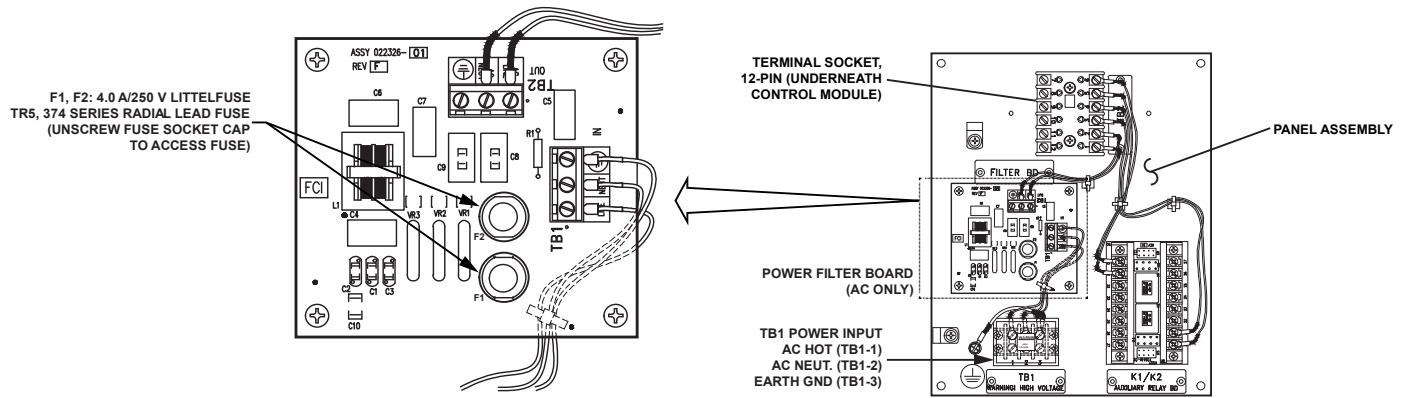 F1, F2: 4.0 A/250 V LITTELFUSE
TR5, 374 SERIES RADIAL LEAD FUSE
(UNSCREW FUSE SOCKET CAP
TO ACCESS FUSE)
ASSY 022326- 01
REV F
C6
C7
OUT
TB2
C5
IN
R1
C9
C8
FCI
L1
C4
VR3
VR2
VR1
F2
TB1
F1
C2
C1
C3
C10
TERMINAL SOCKET,
12-PIN (UNDERNEATH
CONTROL MODULE)
PANEL ASSEMBLY
FILTER BD
POWER FILTER BOARD
(AC ONLY)
TB1 POWER INPUT
AC HOT (TB1-1)
AC NEUT. (TB1-2)
EARTH GND (TB1-3)
1 2 3
TB1
WARNING! HIGH VOLTAGE
K1/K2
AUXILIARY RELAY BD